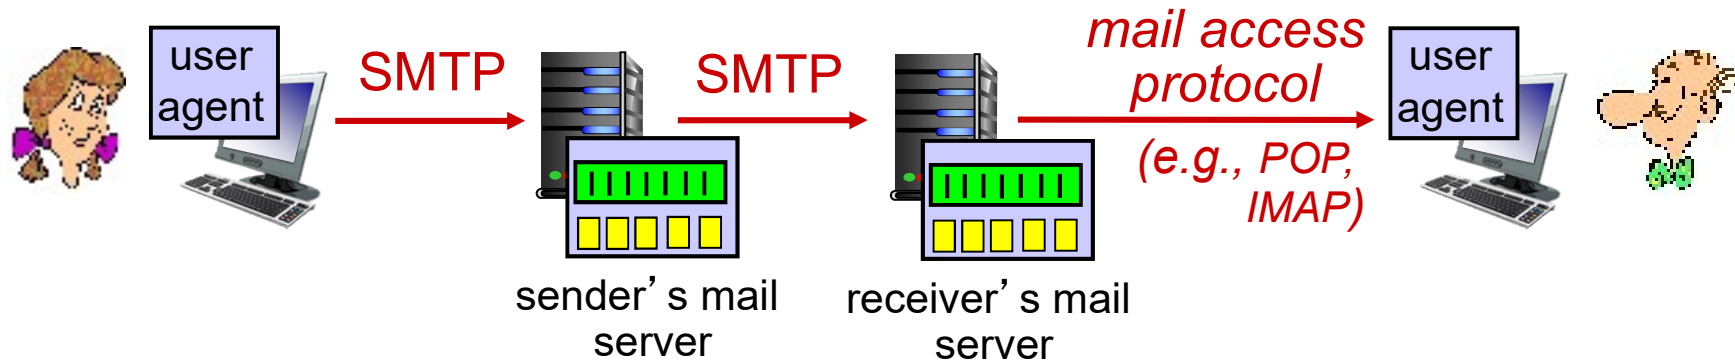 user
agent
SMTP
SMTP
mail access
protocol
(e.g., POP,
IMAP)
user
agent
sender’s mail
server
receiver’s mail
server